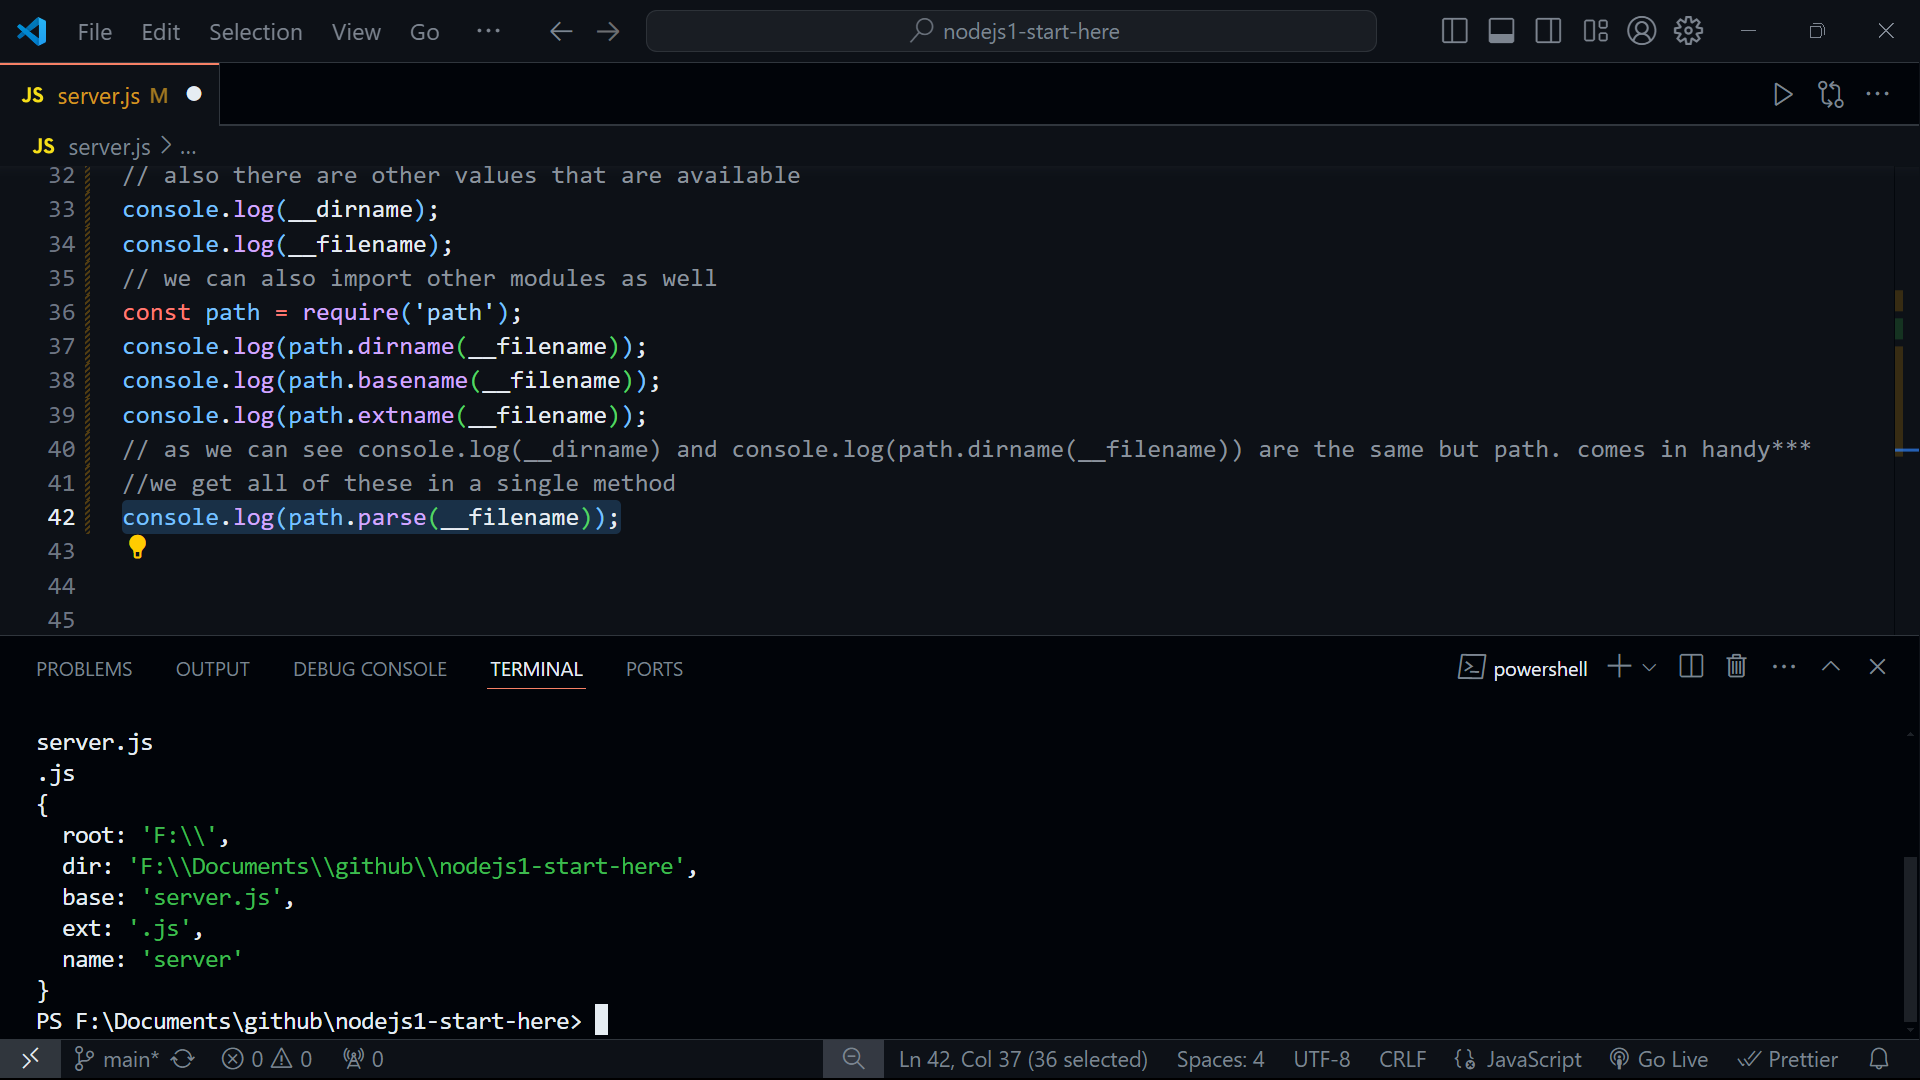 File Edit Selection View Go ··· nodejs1-start-here
JS server.js M
JS server.js > ...
32 // also there are other values that are available
33 console.log(__dirname);
34 console.log(__filename);
35 // we can also import other modules as well
36 const path = require('path');
37 console.log(path.dirname(__filename));
38 console.log(path.basename(__filename));
39 console.log(path.extname(__filename));
40 // as we can see console.log(__dirname) and console.log(path.dirname(__filename)) are the same but path. comes in handy***
41 //we get all of these in a single method
42 console.log(path.parse(__filename));
43
44
45
PROBLEMS OUTPUT DEBUG CONSOLE TERMINAL PORTS powershell
server.js
.js
{
  root: 'F:\\',
  dir: 'F:\\Documents\\github\\nodejs1-start-here',
  base: 'server.js',
  ext: '.js',
  name: 'server'
}
PS F:\Documents\github\nodejs1-start-here>
main* 0 0 0 Ln 42, Col 37 (36 selected) Spaces: 4 UTF-8 CRLF JavaScript Go Live Prettier